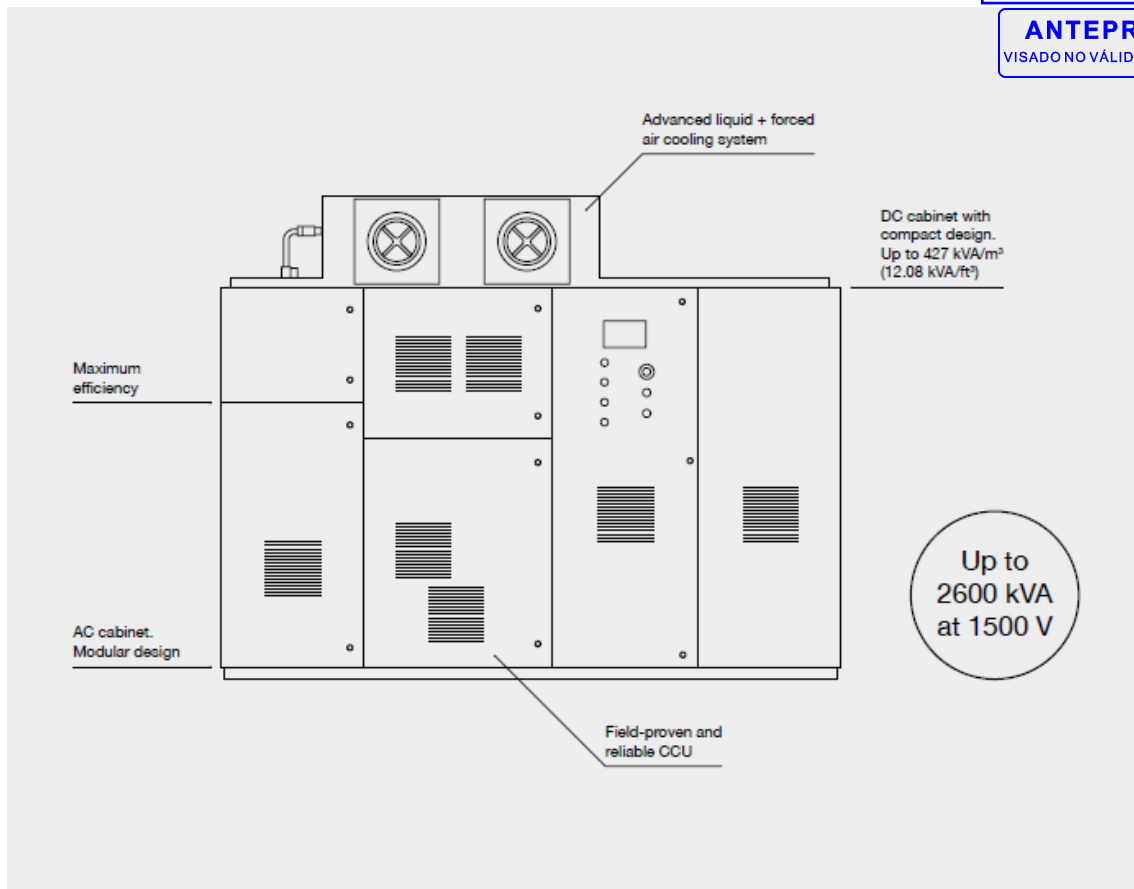 ANTEPR
VISADO NO VÁLID
Advanced liquid + forced
air cooling system
DC cabinet with
compact design.
Up to 427 kVA/m³
(12.08 kVA/ft³)
Maximum
efficiency
Up to
2600 kVA
at 1500 V
AC cabinet.
Modular design
Field-proven and
reliable CCU